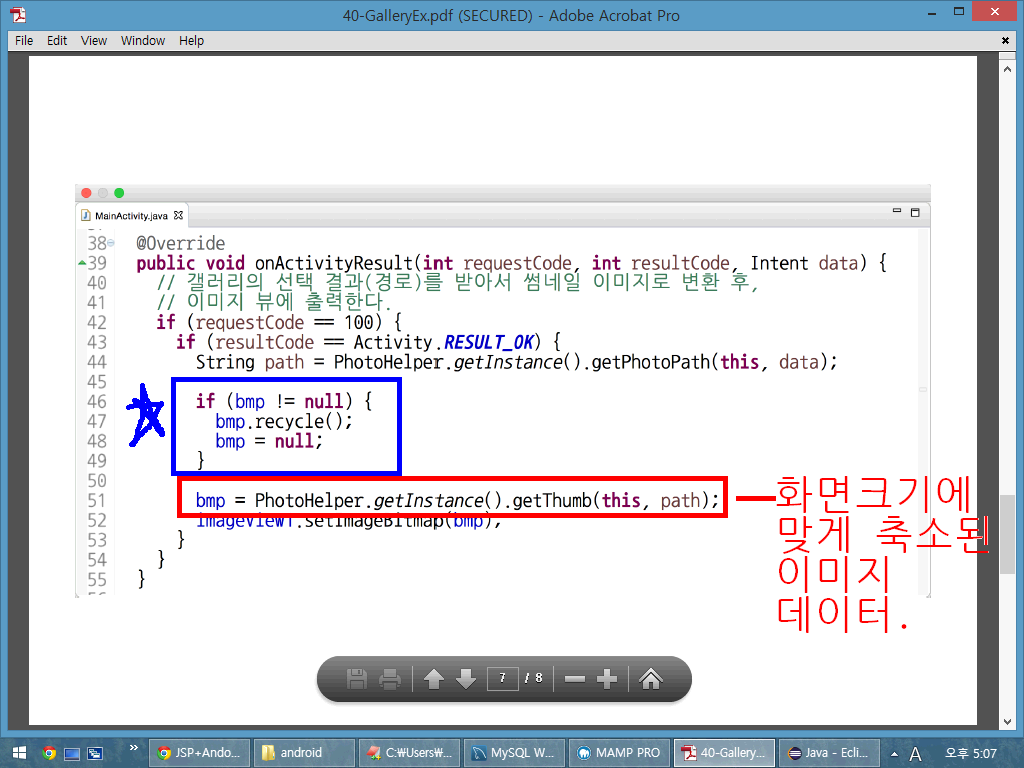 40-GalleryEx.pdf (SECURED) - Adobe Acrobat Pro
File Edit View Window Help
MainActivity.java
38 @Override
39 public void onActivityResult(int requestCode, int resultCode, Intent data) {
40 // 갤러리의 선택 결과(경로)를 받아서 썸네일 이미지로 변환 후,
41 // 이미지 뷰에 출력한다.
42 if (requestCode == 100) {
43 if (resultCode == Activity.RESULT_OK) {
44 String path = PhotoHelper.getInstance().getPhotoPath(this, data);
45
46 if (bmp != null) {
47 bmp.recycle();
48 bmp = null;
49 }
50
51 bmp = PhotoHelper.getInstance().getThumb(this, path);
52 imageView1.setImageBitmap(bmp);
53 }
54 }
55 }
화면크기에
맞게 축소된
이미지
데이터.
7 / 8
JSP+Ando... android C:₩Users₩... MySQL W... MAMP PRO 40-Gallery... Java - Ecli... A 오후 5:07